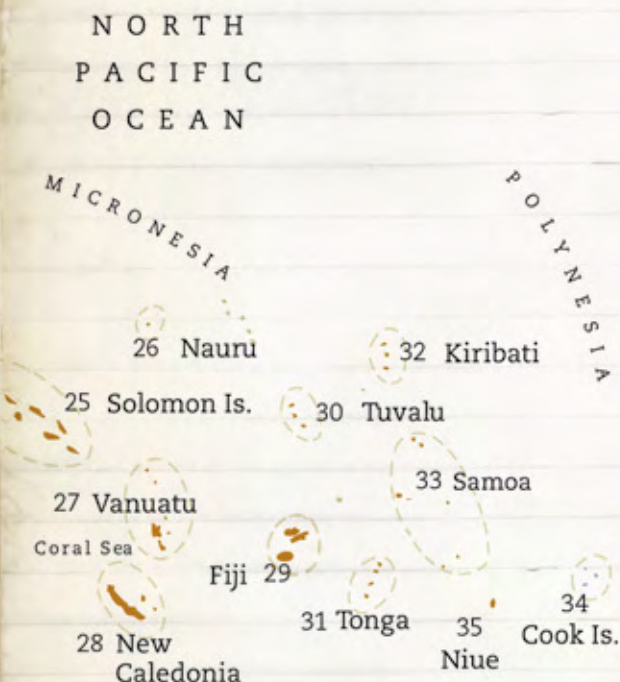 NORTH
PACIFIC
OCEAN
MICRONESIA
POLYNESIA
26 Nauru
32 Kiribati
25 Solomon Is.
30 Tuvalu
33 Samoa
27 Vanuatu
Coral Sea
Fiji 29
31 Tonga
35
Niue
34
Cook Is.
28 New
Caledonia